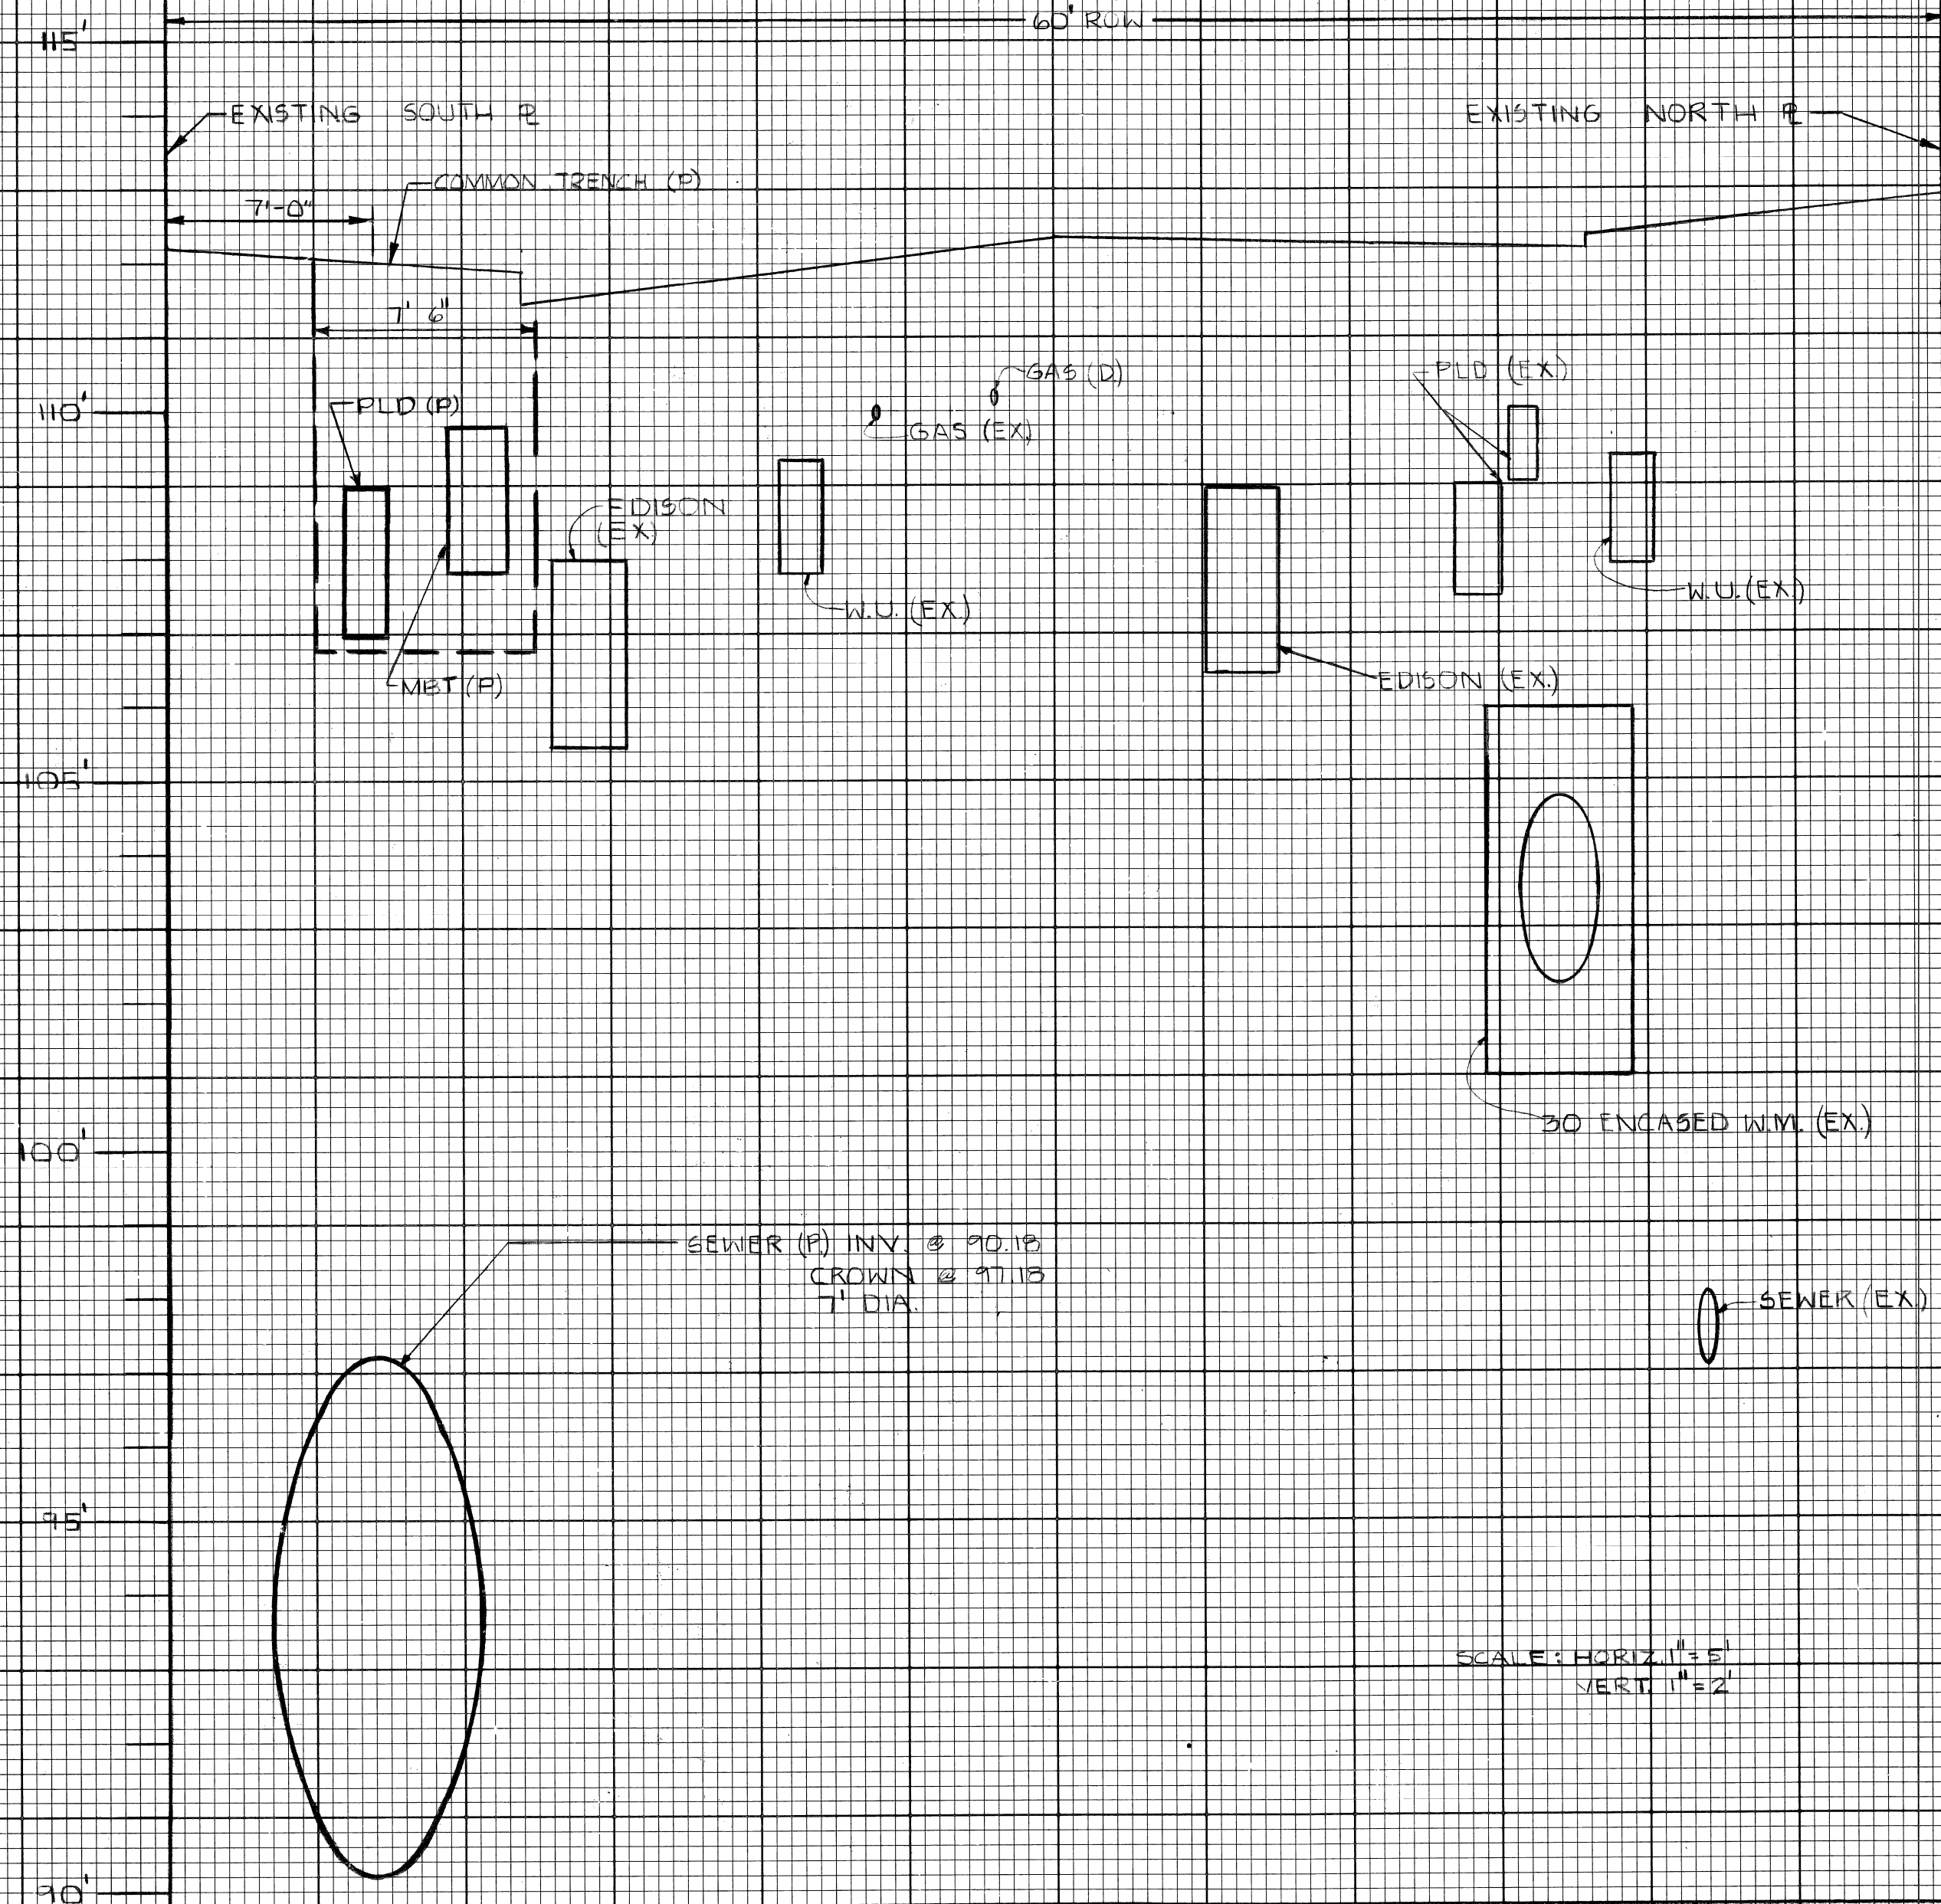 60' ROW
115'
EXISTING SOUTH ⅊
EXISTING NORTH ⅊
COMMON TRENCH (P)
7'-0"
7' 6"
GAS (D.)
PLD (EX.)
110'
PLD (P)
GAS (EX)
EDISON
(EX)
W.U. (EX.)
W.U. (EX.)
MBT (P)
EDISON (EX.)
105'
30 ENCASED W.M. (EX.)
100'
SEWER (P.) INV. @ 90.18
CROWN @ 97.18
7' DIA.
SEWER (EX.)
95'
SCALE: HORIZ. 1" = 5'
VERT. 1" = 2'
90'